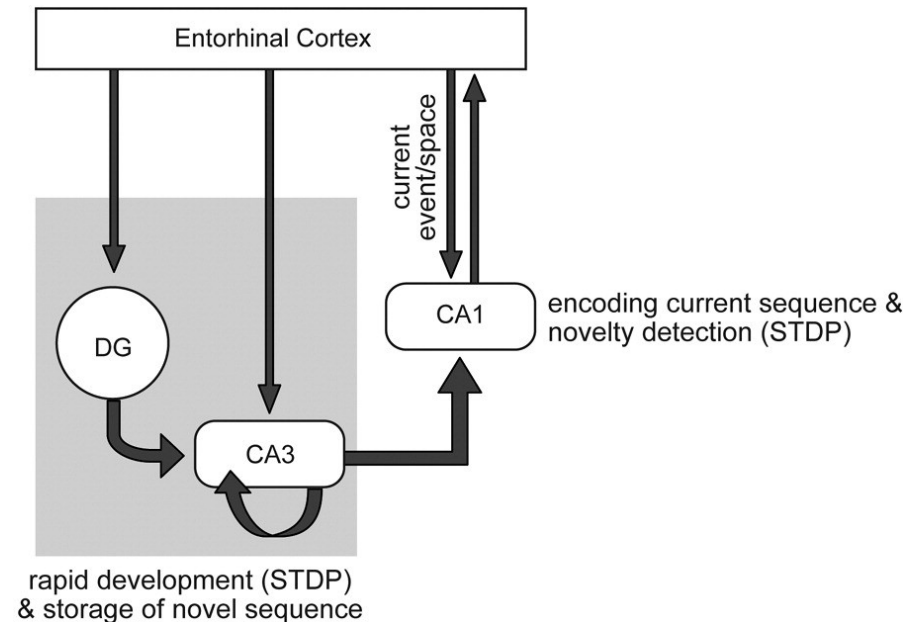 Entorhinal Cortex
current
event/space
CA1
encoding current sequence &
novelty detection (STDP)
DG
CA3
rapid development (STDP)
& storage of novel sequence